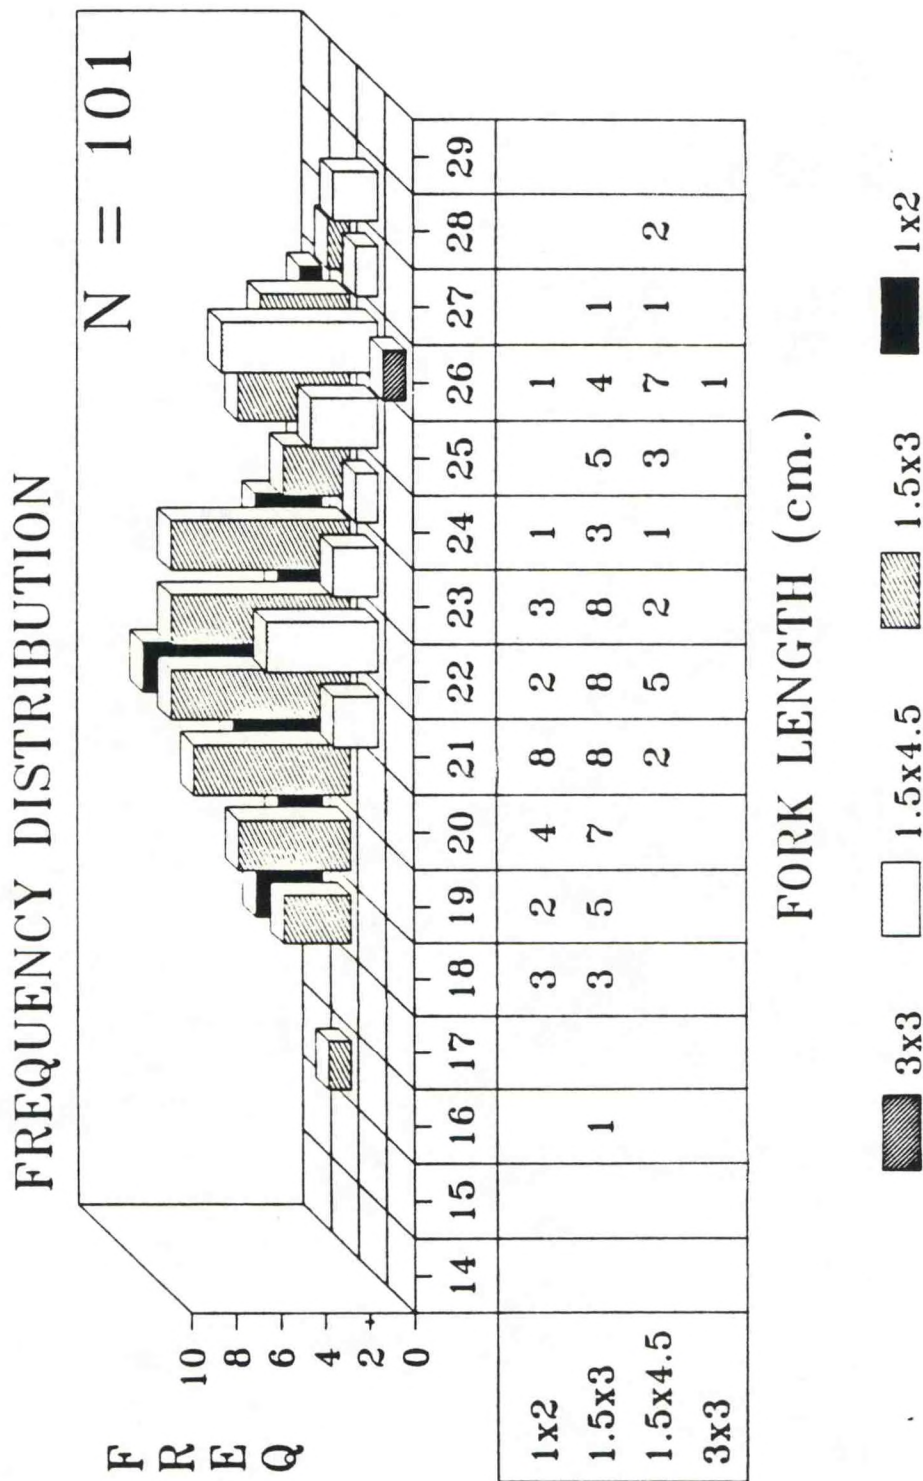 FREQUENCY DISTRIBUTION
N = 101
F
R
E
Q
10
8
6
4
2
0
14 15 16 17 18 19 20 21 22 23 24 25 26 27 28 29
1x2 3 2 4 8 2 3 1 1
1.5x3 1 3 5 7 8 8 8 3 5 4 1
1.5x4.5 2 5 2 1 3 7 1 2
3x3 1
FORK LENGTH (cm.)
3x3 1.5x4.5 1.5x3 1x2